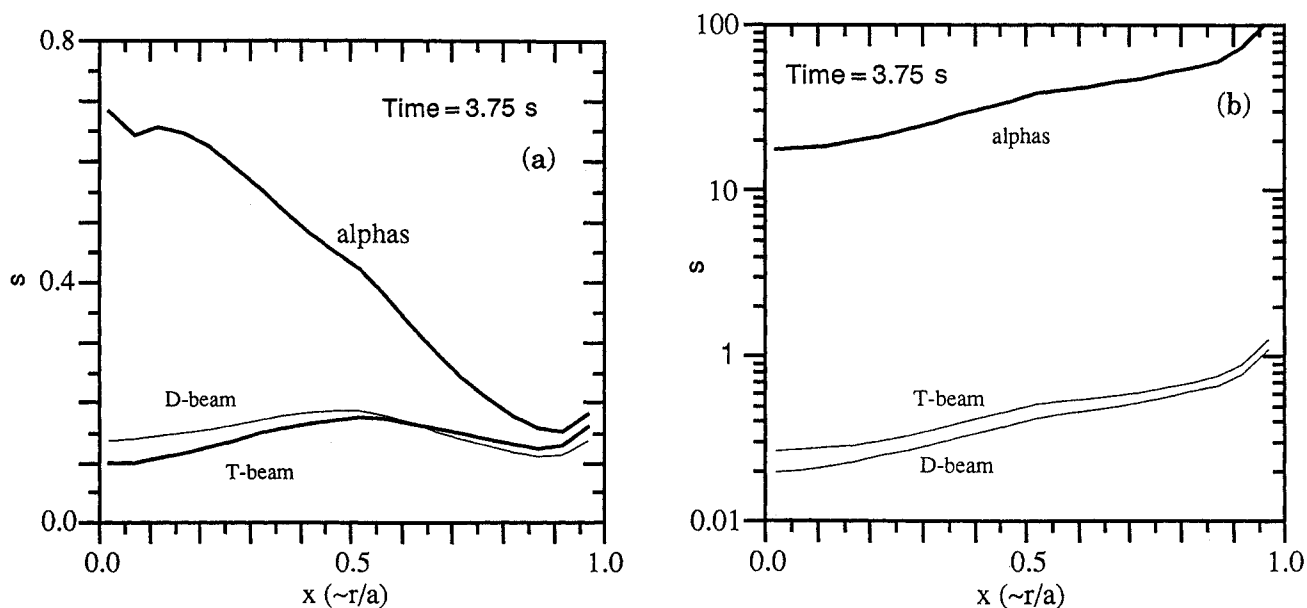 0.8
Time = 3.75 s
(a)
alphas
s
0.4
D-beam
T-beam
0.0
0.0
0.5
1.0
x (~r/a)
100
Time = 3.75 s
(b)
alphas
10
s
1
T-beam
D-beam
0.01
0.0
0.5
1.0
x (~r/a)